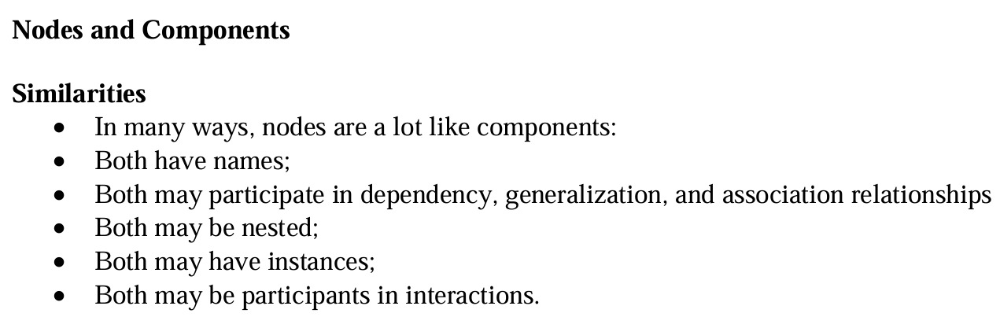 Nodes and Components
Similarities
• In many ways, nodes are a lot like components:
• Both have names;
• Both may participate in dependency, generalization, and association relationships
• Both may be nested;
• Both may have instances;
• Both may be participants in interactions.